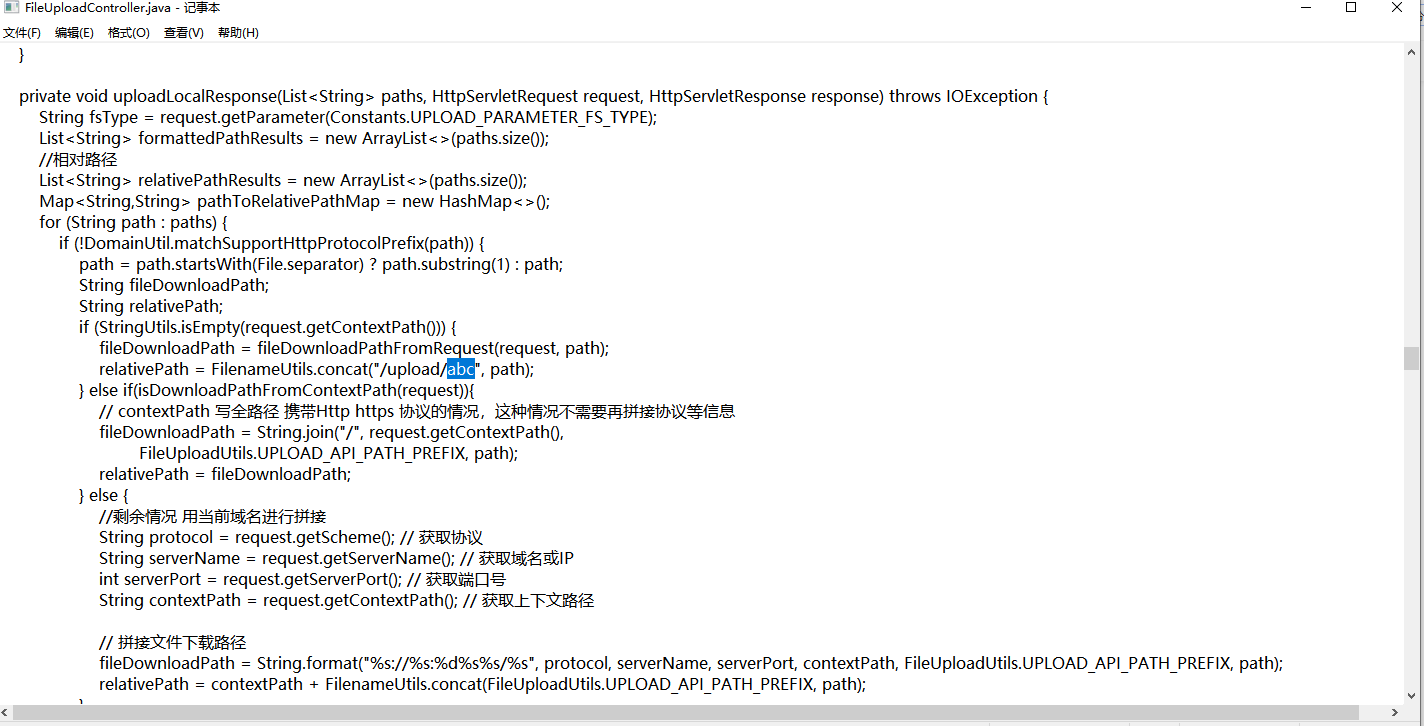 FileUploadController.java - 记事本
文件(F) 编辑(E) 格式(O) 查看(V) 帮助(H)
}
private void uploadLocalResponse(List<String> paths, HttpServletRequest request, HttpServletResponse response) throws IOException {
String fsType = request.getParameter(Constants.UPLOAD_PARAMETER_FS_TYPE);
List<String> formattedPathResults = new ArrayList<>(paths.size());
//相对路径
List<String> relativePathResults = new ArrayList<>(paths.size());
Map<String,String> pathToRelativePathMap = new HashMap<>();
for (String path : paths) {
if (!DomainUtil.matchSupportHttpProtocolPrefix(path)) {
path = path.startsWith(File.separator) ? path.substring(1) : path;
String fileDownloadPath;
String relativePath;
if (StringUtils.isEmpty(request.getContextPath())) {
fileDownloadPath = fileDownloadPathFromRequest(request, path);
relativePath = FilenameUtils.concat("/upload/abc", path);
} else if(isDownloadPathFromContextPath(request)){
// contextPath 写全路径 携带Http https 协议的情况，这种情况不需要再拼接协议等信息
fileDownloadPath = String.join("/", request.getContextPath(),
FileUploadUtils.UPLOAD_API_PATH_PREFIX, path);
relativePath = fileDownloadPath;
} else {
//剩余情况 用当前域名进行拼接
String protocol = request.getScheme(); // 获取协议
String serverName = request.getServerName(); // 获取域名或IP
int serverPort = request.getServerPort(); // 获取端口号
String contextPath = request.getContextPath(); // 获取上下文路径
// 拼接文件下载路径
fileDownloadPath = String.format("%s://%s:%d%s%s/%s", protocol, serverName, serverPort, contextPath, FileUploadUtils.UPLOAD_API_PATH_PREFIX, path);
relativePath = contextPath + FilenameUtils.concat(FileUploadUtils.UPLOAD_API_PATH_PREFIX, path);